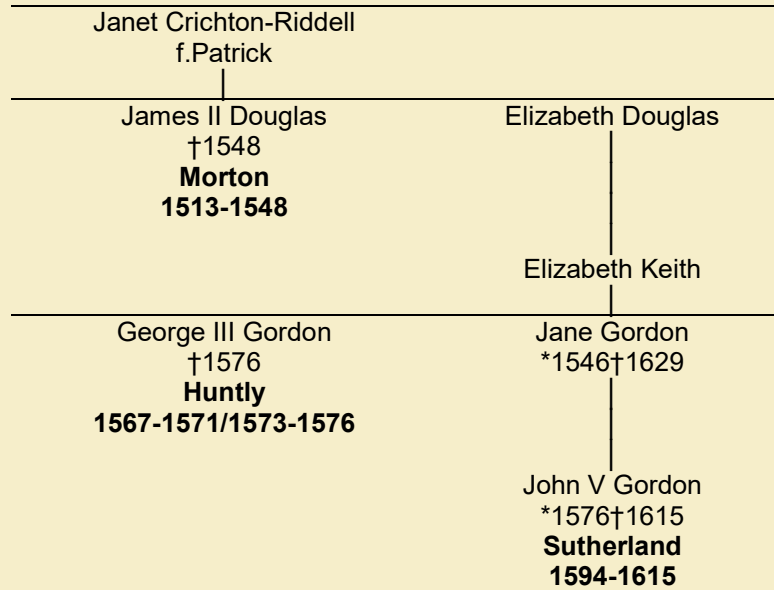 Janet Crichton-Riddell
f.Patrick
James II Douglas
†1548
Morton
1513-1548
Elizabeth Douglas
Elizabeth Keith
George III Gordon
†1576
Huntly
1567-1571/1573-1576
Jane Gordon
*1546†1629
John V Gordon
*1576†1615
Sutherland
1594-1615